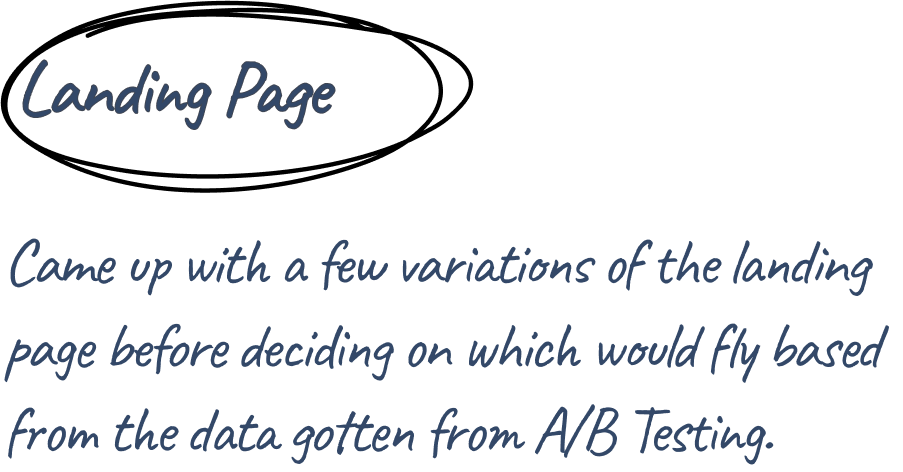 Landing Page
Came up with a few variations of the landing
page before deciding on which would fly based
from the data gotten from A/B Testing.